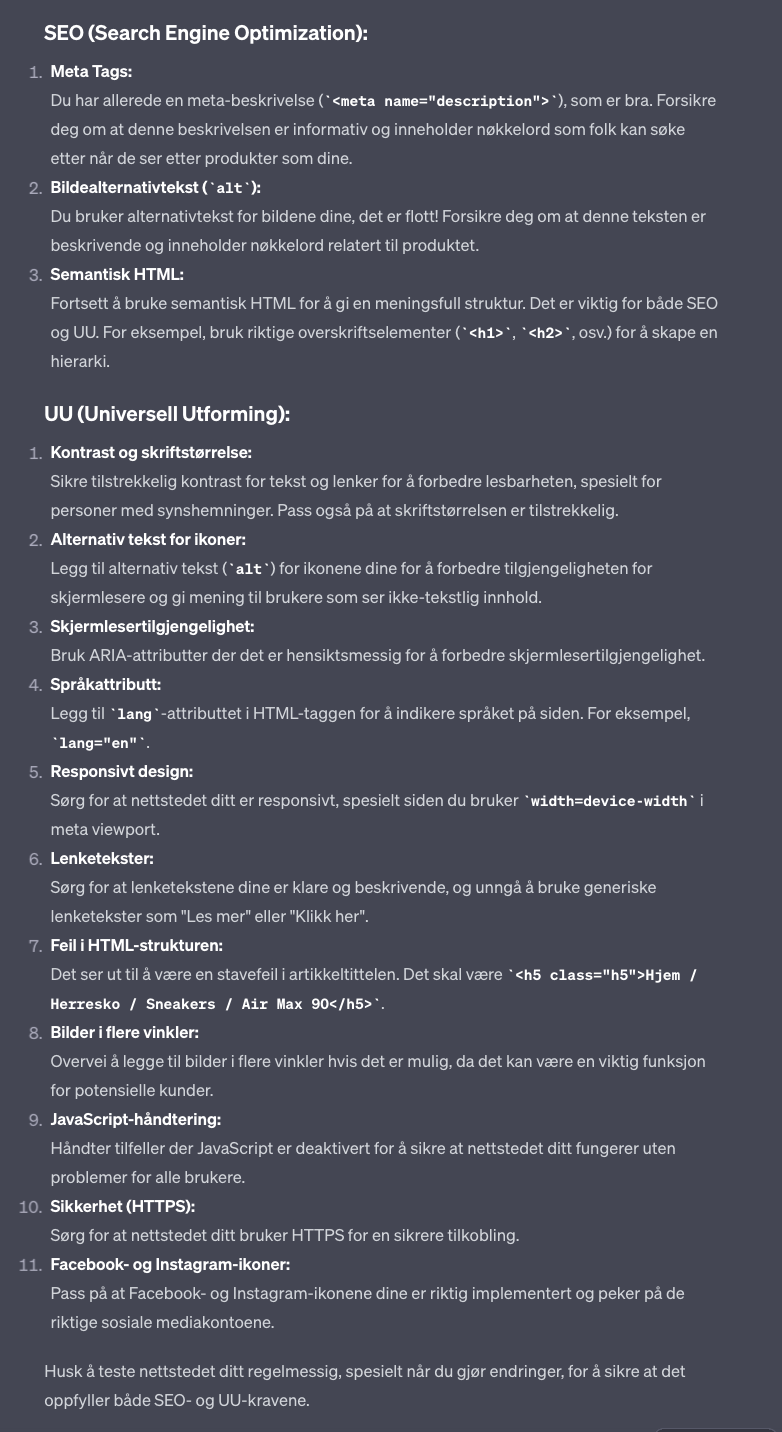 SEO (Search Engine Optimization):
1. Meta Tags:
Du har allerede en meta-beskrivelse (`<meta name="description">`), som er bra. Forsikre
deg om at denne beskrivelsen er informativ og inneholder nøkkelord som folk kan søke
etter når de ser etter produkter som dine.
2. Bildealternativtekst (`alt`):
Du bruker alternativtekst for bildene dine, det er flott! Forsikre deg om at denne teksten er
beskrivende og inneholder nøkkelord relatert til produktet.
3. Semantisk HTML:
Fortsett å bruke semantisk HTML for å gi en meningsfull struktur. Det er viktig for både SEO
og UU. For eksempel, bruk riktige overskriftselementer (`<h1>`, `<h2>`, osv.) for å skape en
hierarki.
UU (Universell Utforming):
1. Kontrast og skriftstørrelse:
Sikre tilstrekkelig kontrast for tekst og lenker for å forbedre lesbarheten, spesielt for
personer med synshemninger. Pass også på at skriftstørrelsen er tilstrekkelig.
2. Alternativ tekst for ikoner:
Legg til alternativ tekst (`alt`) for ikonene dine for å forbedre tilgjengeligheten for
skjermlesere og gi mening til brukere som ser ikke-tekstlig innhold.
3. Skjermlesertilgjengelighet:
Bruk ARIA-attributter der det er hensiktsmessig for å forbedre skjermlesertilgjengelighet.
4. Språkattributt:
Legg til `lang`-attributtet i HTML-taggen for å indikere språket på siden. For eksempel,
`lang="en"`.
5. Responsivt design:
Sørg for at nettstedet ditt er responsivt, spesielt siden du bruker `width=device-width` i
meta viewport.
6. Lenketekster:
Sørg for at lenketekstene dine er klare og beskrivende, og unngå å bruke generiske
lenketekster som "Les mer" eller "Klikk her".
7. Feil i HTML-strukturen:
Det ser ut til å være en stavefeil i artikkeltittelen. Det skal være `<h5 class="h5">Hjem /
Herresko / Sneakers / Air Max 90</h5>`.
8. Bilder i flere vinkler:
Overvei å legge til bilder i flere vinkler hvis det er mulig, da det kan være en viktig funksjon
for potensielle kunder.
9. JavaScript-håndtering:
Håndter tilfeller der JavaScript er deaktivert for å sikre at nettstedet ditt fungerer uten
problemer for alle brukere.
10. Sikkerhet (HTTPS):
Sørg for at nettstedet ditt bruker HTTPS for en sikrere tilkobling.
11. Facebook- og Instagram-ikoner:
Pass på at Facebook- og Instagram-ikonene dine er riktig implementert og peker på de
riktige sosiale mediakontoene.
Husk å teste nettstedet ditt regelmessig, spesielt når du gjør endringer, for å sikre at det
oppfyller både SEO- og UU-kravene.